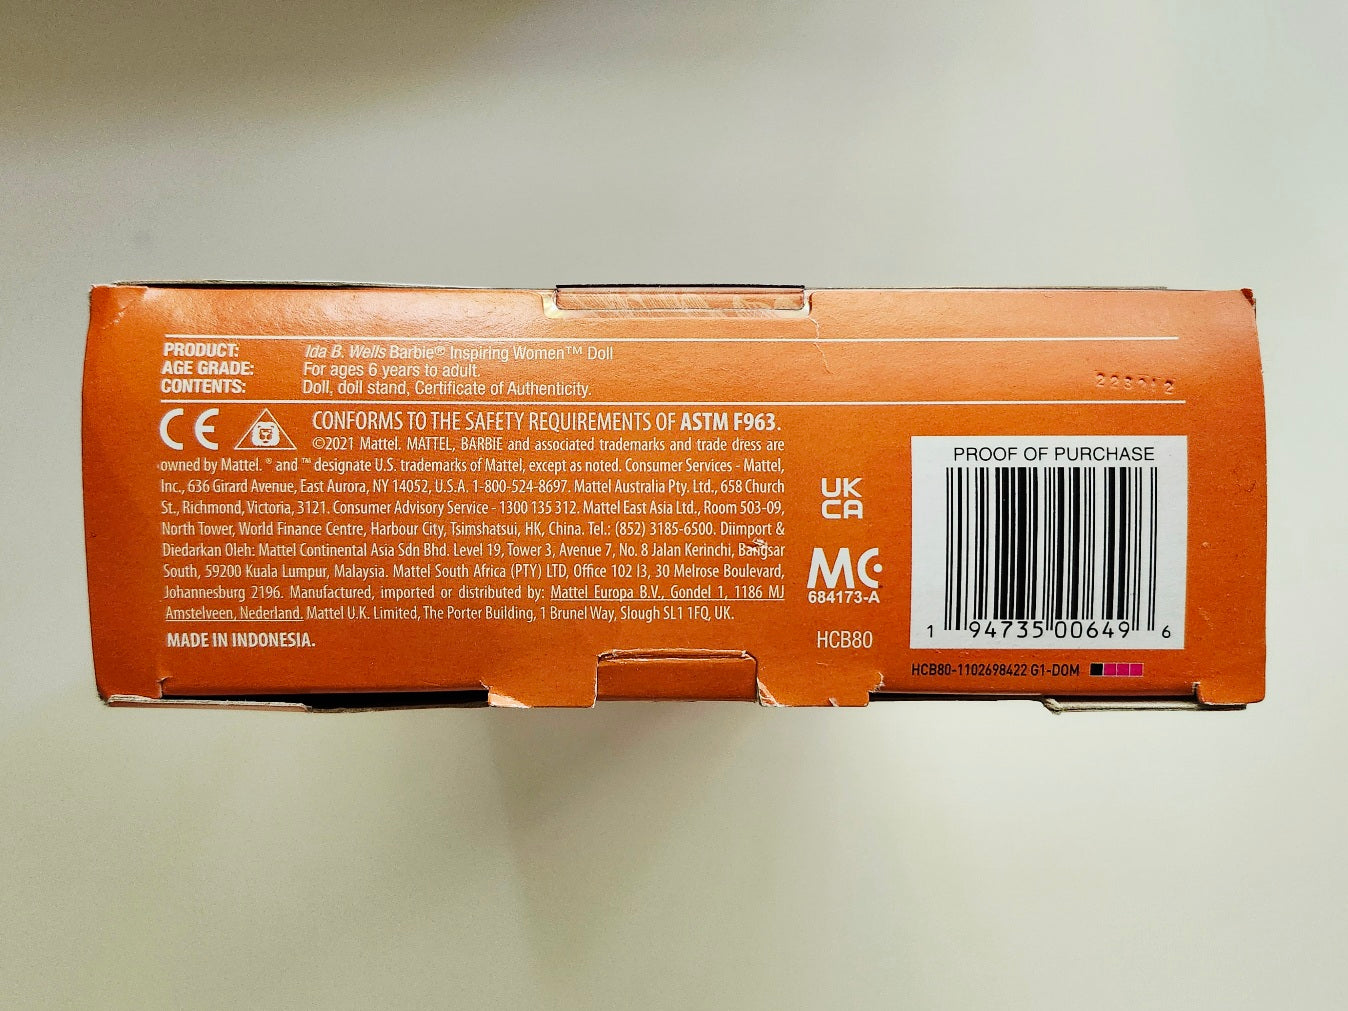 PRODUCT: Ida B. Wells Barbie® Inspiring Women™ Doll
AGE GRADE: For ages 6 years to adult.
CONTENTS: Doll, doll stand, Certificate of Authenticity.
CE CONFORMS TO THE SAFETY REQUIREMENTS OF ASTM F963.
©2021 Mattel. MATTEL, BARBIE and associated trademarks and trade dress are
owned by Mattel. ® and ™ designate U.S. trademarks of Mattel, except as noted. Consumer Services - Mattel,
Inc., 636 Girard Avenue, East Aurora, NY 14052, U.S.A. 1-800-524-8697. Mattel Australia Pty. Ltd., 658 Church
St., Richmond, Victoria, 3121. Consumer Advisory Service - 1300 135 312. Mattel East Asia Ltd., Room 503-09,
North Tower, World Finance Centre, Harbour City, Tsimshatsui, HK, China. Tel.: (852) 3185-6500. Diimport &
Diedarkan Oleh: Mattel Continental Asia Sdn Bhd. Level 19, Tower 3, Avenue 7, No. 8 Jalan Kerinchi, Bangsar
South, 59200 Kuala Lumpur, Malaysia. Mattel South Africa (PTY) LTD, Office 102 I3, 30 Melrose Boulevard,
Johannesburg 2196. Manufactured, imported or distributed by: Mattel Europa B.V., Gondel 1, 1186 MJ
Amstelveen, Nederland. Mattel U.K. Limited, The Porter Building, 1 Brunel Way, Slough SL1 1FQ, UK.
MADE IN INDONESIA.
UK
CA
MC
684173-A
HCB80
PROOF OF PURCHASE
1 94735 00649 6
HCB80-1102698422 G1-DOM